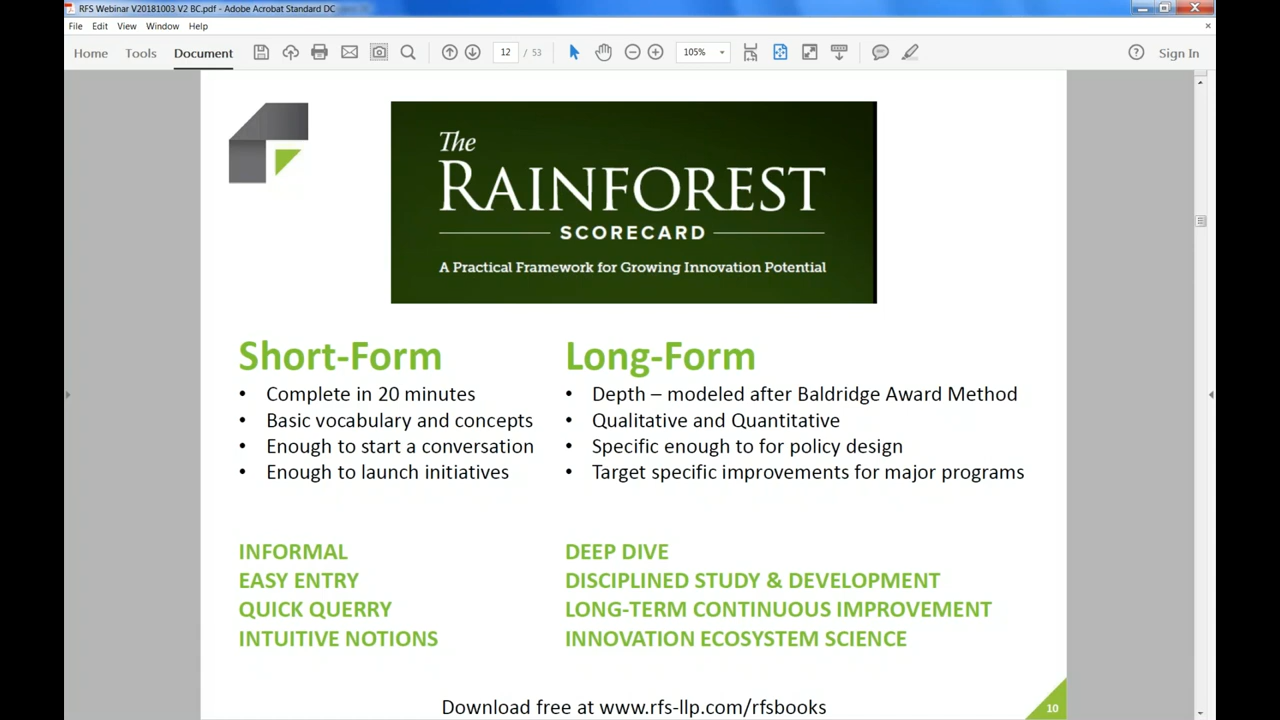 RFS Webinar V20181003 V2 BC.pdf - Adobe Acrobat Standard DC
File Edit View Window Help
Home Tools Document 12 / 53 105% Sign In
The
RAINFOREST
SCORECARD
A Practical Framework for Growing Innovation Potential
Short-Form
• Complete in 20 minutes
• Basic vocabulary and concepts
• Enough to start a conversation
• Enough to launch initiatives
INFORMAL
EASY ENTRY
QUICK QUERRY
INTUITIVE NOTIONS
Long-Form
• Depth – modeled after Baldridge Award Method
• Qualitative and Quantitative
• Specific enough to for policy design
• Target specific improvements for major programs
DEEP DIVE
DISCIPLINED STUDY & DEVELOPMENT
LONG-TERM CONTINUOUS IMPROVEMENT
INNOVATION ECOSYSTEM SCIENCE
Download free at www.rfs-llp.com/rfsbooks
10